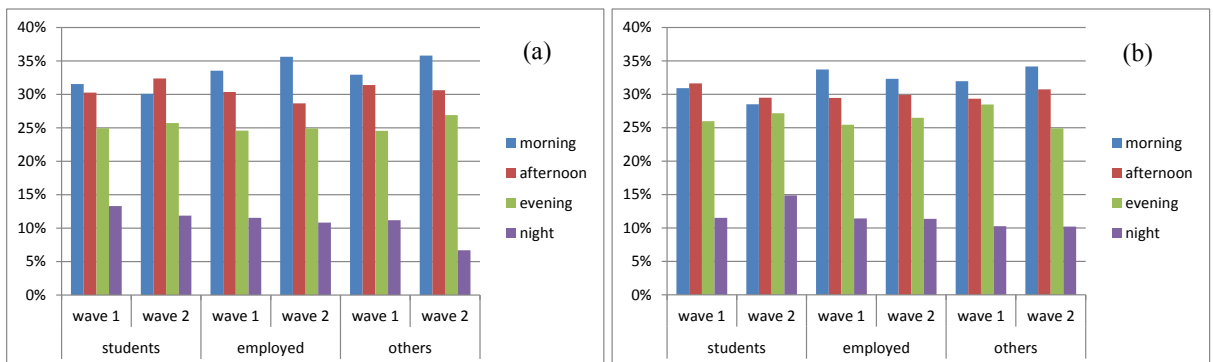 40%
35%
30%
25%
20%
15%
10%
5%
0%
(a)
morning
afternoon
evening
night
wave 1 wave 2 wave 1 wave 2 wave 1 wave 2
students employed others
40%
35%
30%
25%
20%
15%
10%
5%
0%
(b)
morning
afternoon
evening
night
wave 1 wave 2 wave 1 wave 2 wave 1 wave 2
students employed others